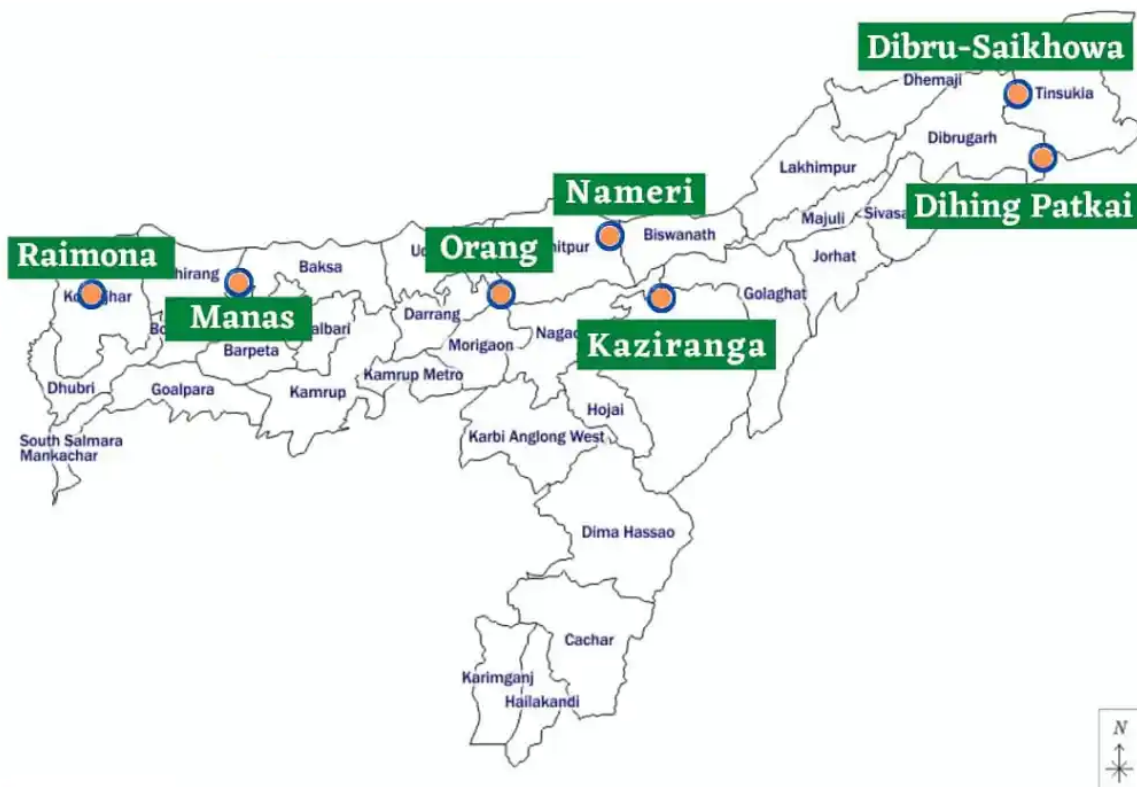 Dibru-Saikhowa
Dhemaji
Tinsukia
Dibrugarh
Lakhimpur
Nameri
Dihing Patkai
Majuli
Biswanath
Orang
Raimona
Baksa
Jorhat
Manas
Golaghat
Darrang
Kaziranga
Morigaon
Barpeta
Kamrup Metro
Dhubri
Goalpara
Kamrup
Hojai
Karbi Anglong West
South Salmara
Mankachar
Dima Hassao
Cachar
Karimganj
Hailakandi
N